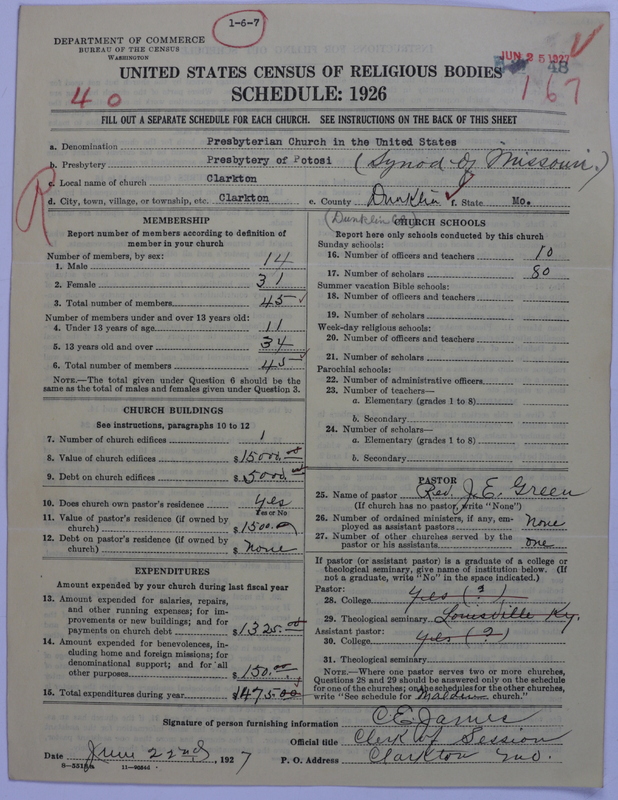 1-6-7
DEPARTMENT OF COMMERCE
BUREAU OF THE CENSUS
WASHINGTON
JUN 25 1927
48
UNITED STATES CENSUS OF RELIGIOUS BODIES
40
SCHEDULE: 1926
167
FILL OUT A SEPARATE SCHEDULE FOR EACH CHURCH. SEE INSTRUCTIONS ON THE BACK OF THIS SHEET
a. Denomination Presbyterian Church in the United States
b. Presbytery Presbytery of Potosi (Synod of Missouri.)
c. Local name of church Clarkton
R
d. City, town, village, or township, etc. Clarkton e. County Dunklin f. State Mo.
(Dunklin Co.)
MEMBERSHIP
Report number of members according to definition of
member in your church
Number of members, by sex:
1. Male 14
2. Female 31
3. Total number of members 45
Number of members under and over 13 years old:
4. Under 13 years of age 11
5. 13 years old and over 34
6. Total number of members 45
NOTE.—The total given under Question 6 should be
same as the total of males and females given under Question 3.
CHURCH BUILDINGS
See instructions, paragraphs 10 to 12
7. Number of church edifices 1
8. Value of church edifices $15000.00
9. Debt on church edifices $5000.00
10. Does church own pastor's residence yes
Yes or No
11. Value of pastor's residence (if owned by
church) $1500.00
12. Debt on pastor's residence (if owned by
church) $ none
EXPENDITURES
Amount expended by your church during last fiscal year
13. Amount expended for salaries, repairs,
and other running expenses; for im-
provements or new buildings; and for
payments on church debt $1325.00
14. Amount expended for benevolences, in-
cluding home and foreign missions; for
denominational support; and for all
other purposes $150.00
15. Total expenditures during year $1475.00
CHURCH SCHOOLS
Report here only schools conducted by this church
Sunday schools:
16. Number of officers and teachers 10
17. Number of scholars 80
Summer vacation Bible schools:
18. Number of officers and teachers
19. Number of scholars
Week-day religious schools:
20. Number of officers and teachers
21. Number of scholars
Parochial schools:
22. Number of administrative officers
23. Number of teachers—
a. Elementary (grades 1 to 8)
b. Secondary
24. Number of scholars—
a. Elementary (grades 1 to 8)
b. Secondary
PASTOR
25. Name of pastor Rev. J. E. Green
(If church has no pastor, write "None")
26. Number of ordained ministers, if any, em-
ployed as assistant pastors none
27. Number of other churches served by the
pastor or his assistants one
If pastor (or assistant pastor) is a graduate of a college or
theological seminary, give name of institution below. (If
not a graduate, write "No" in the space indicated.)
Pastor:
28. College yes (?)
29. Theological seminary Louisville Ky.
Assistant pastor:
30. College yes (?)
31. Theological seminary
NOTE.—Where one pastor serves two or more churches,
Questions 28 and 29 should be answered only on the schedule
for one of the churches; on the schedules for the other churches,
write "See schedule for Malden church."
Signature of person furnishing information C E James
Official title Clerk of Session
Date June 22nd, 1927 P. O. Address Clarkton Mo.
11—90644